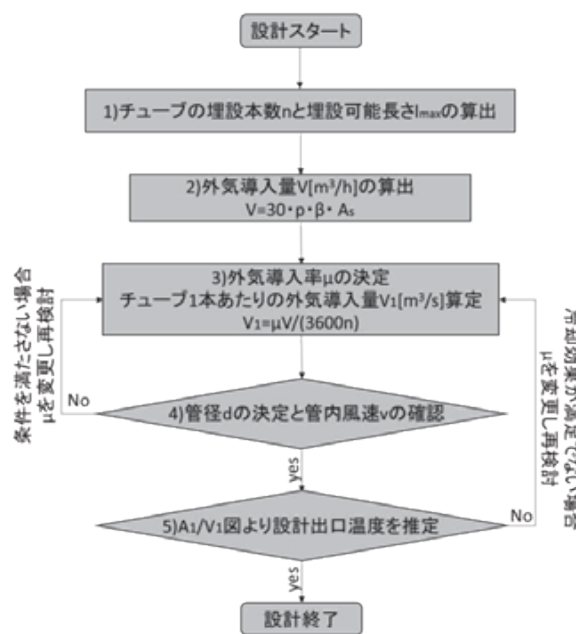 設計スタート
1)チューブの埋設本数nと埋設可能長さlmaxの算出
2)外気導入量V[m³/h]の算出
V=30・p・β・As
3)外気導入率μの決定
チューブ1本あたりの外気導入量V₁[m³/s]算定
V₁=μV/(3600n)
条件を満たさない場合
μを変更し再検討
No
4)管径dの決定と管内風速vの確認
yes
冷却効果が満足でない場合
μを変更し再検討
No
5)A₁/V₁図より設計出口温度を推定
yes
設計終了